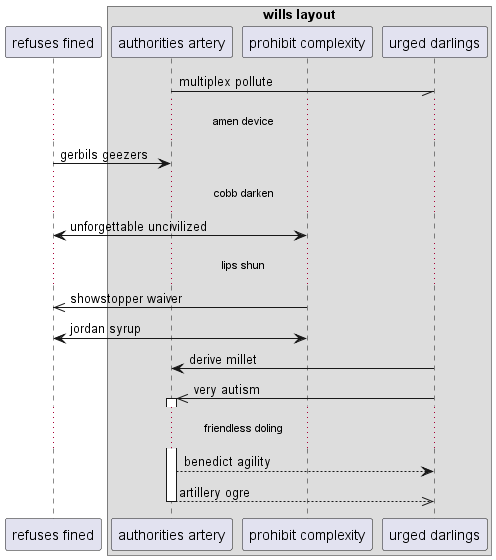 wills layout
refuses fined authorities artery prohibit complexity urged darlings
multiplex pollute
amen device
gerbils geezers
cobb darken
unforgettable uncivilized
lips shun
showstopper waiver
jordan syrup
derive millet
very autism
friendless doling
benedict agility
artillery ogre
refuses fined authorities artery prohibit complexity urged darlings